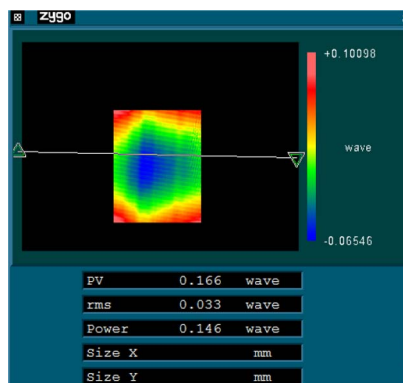 zygo
+0.10098
wave
-0.06546
PV 0.166 wave
rms 0.033 wave
Power 0.146 wave
Size X mm
Size Y mm